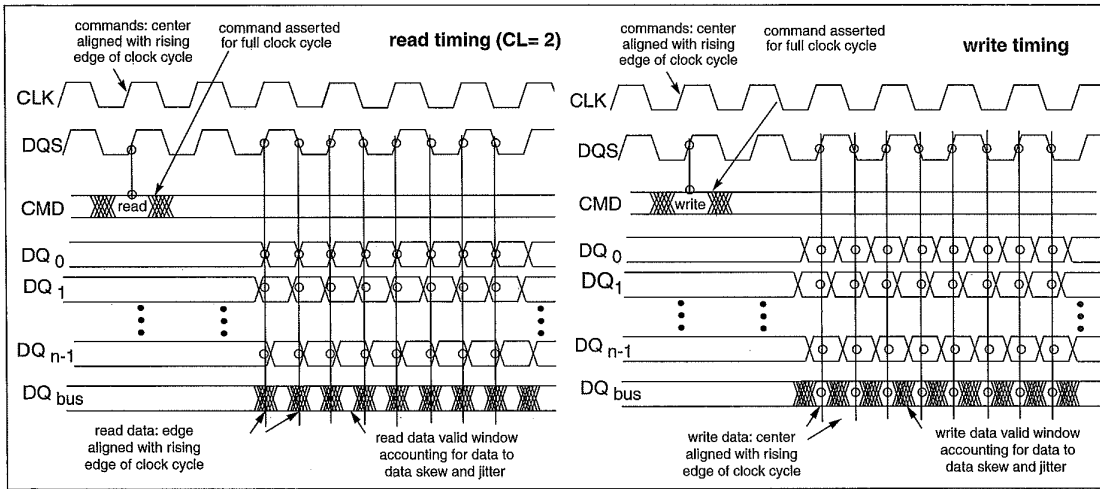 commands: center
aligned with rising
edge of clock cycle
command asserted
for full clock cycle
read timing (CL= 2)
CLK
DQS
CMD
read
DQ 0
DQ 1
DQ n-1
DQ bus
read data: edge
aligned with rising
edge of clock cycle
read data valid window
accounting for data to
data skew and jitter
commands: center
aligned with rising
edge of clock cycle
command asserted
for full clock cycle
write timing
CLK
DQS
CMD
write
DQ 0
DQ 1
DQ n-1
DQ bus
write data: center
aligned with rising
edge of clock cycle
write data valid window
accounting for data to
data skew and jitter